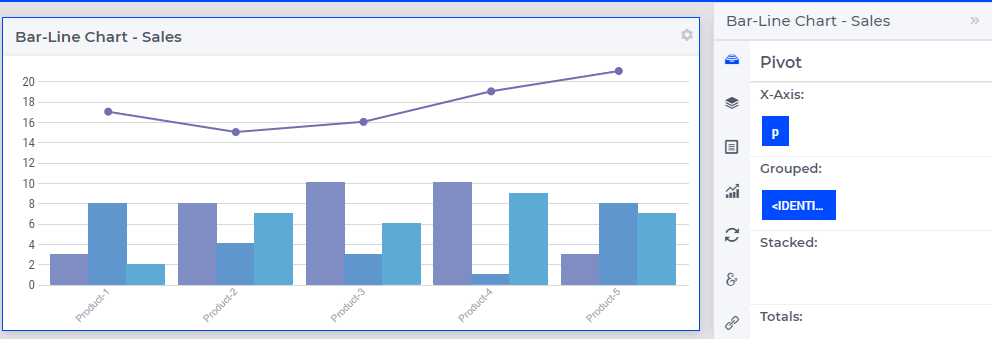 Bar-Line Chart - Sales
20
18
16
14
12
10
8
6
4
2
0
Product-1
Product-2
Product-3
Product-4
Product-5
Bar-Line Chart - Sales
Pivot
X-Axis:
p
Grouped:
<IDENTI...
Stacked:
Totals: